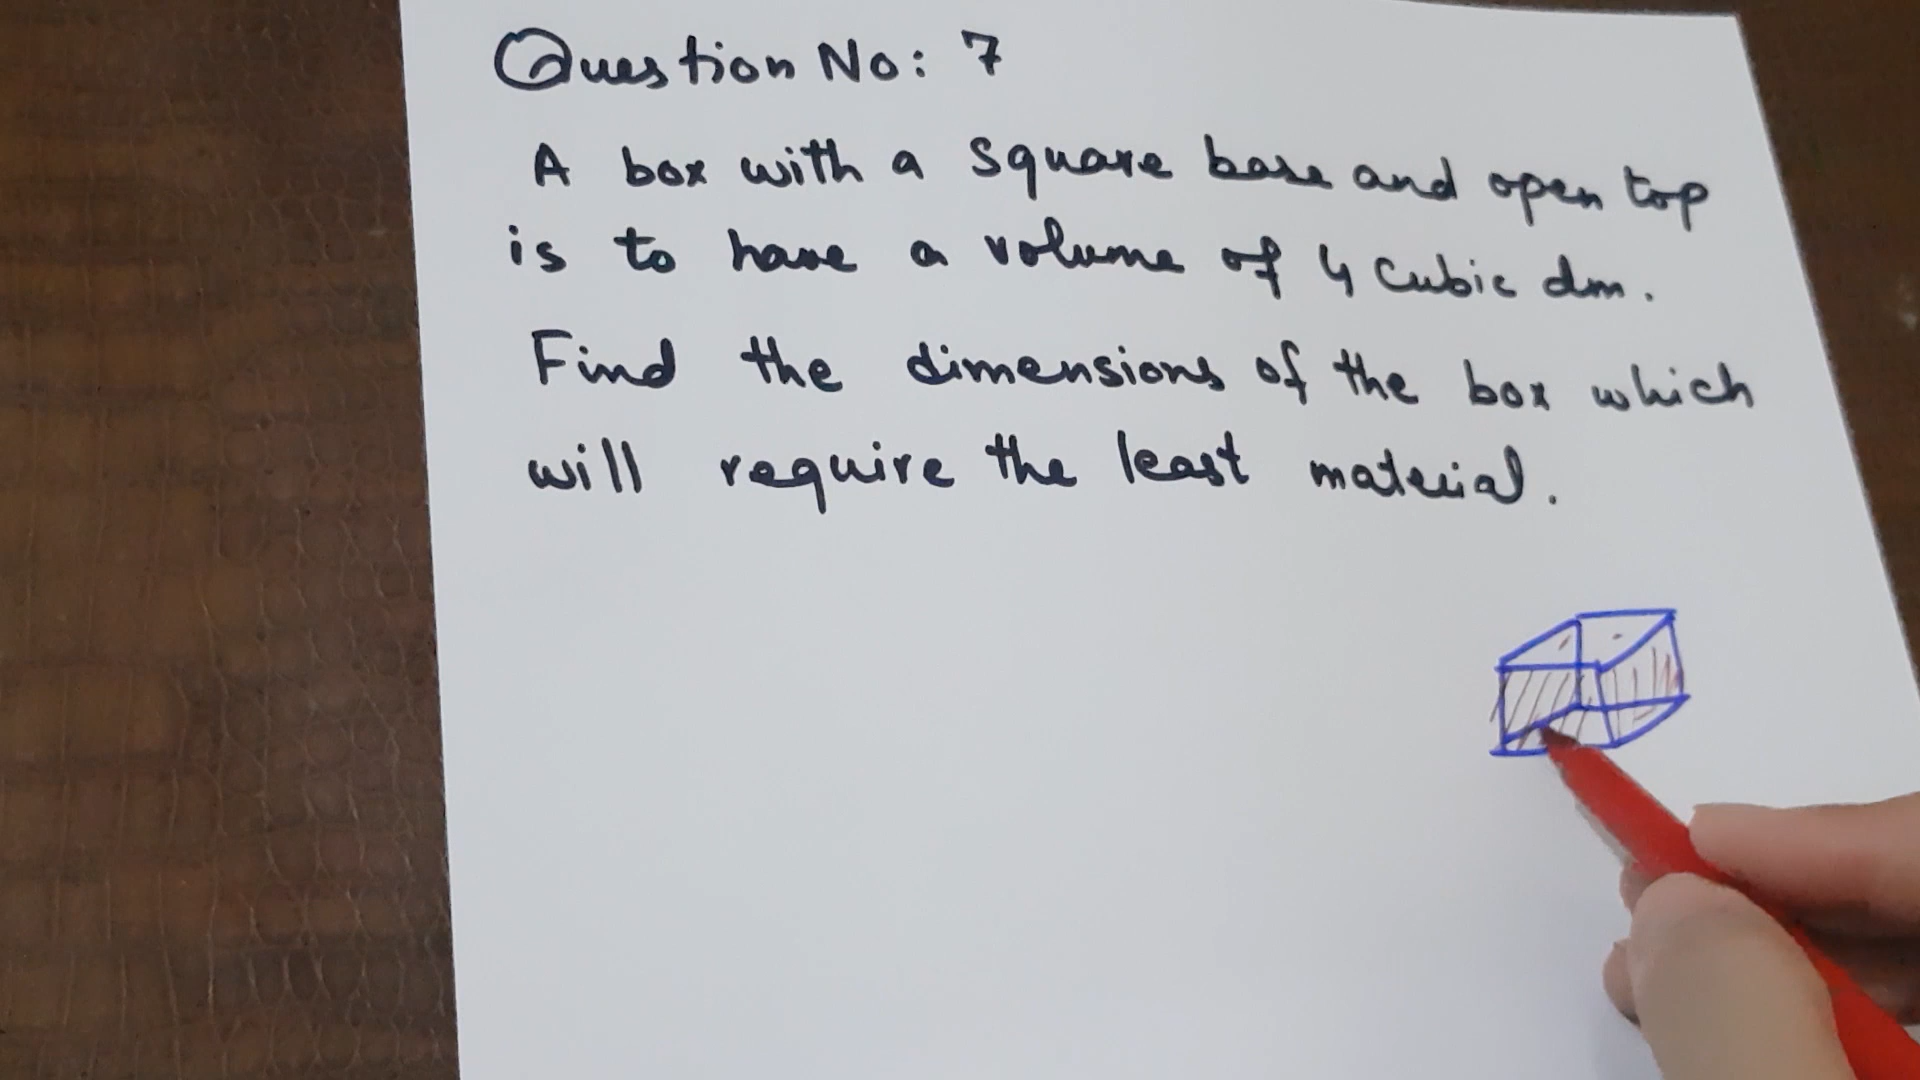 Question No: 7
A box with a square base and open top
is to have a volume of 4 cubic dm.
Find the dimensions of the box which
will require the least material.